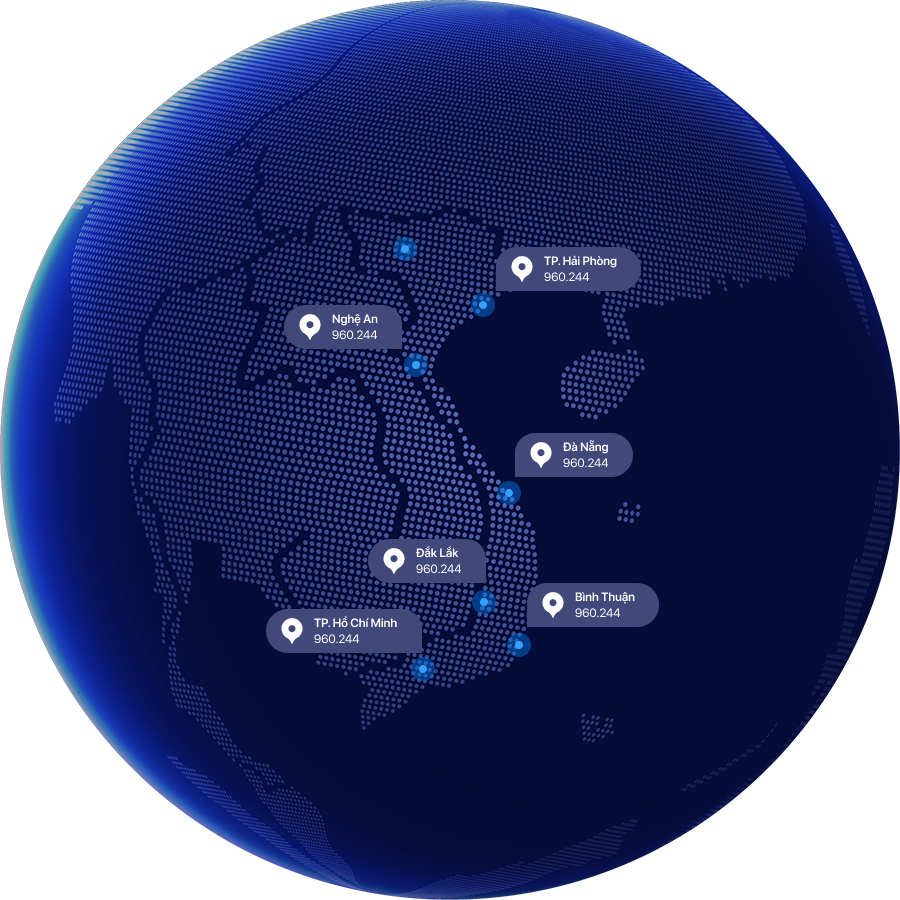 TP. Hải Phòng
960.244
Nghệ An
960.244
Đà Nẵng
960.244
Đắk Lắk
960.244
Bình Thuận
960.244
TP. Hồ Chí Minh
960.244